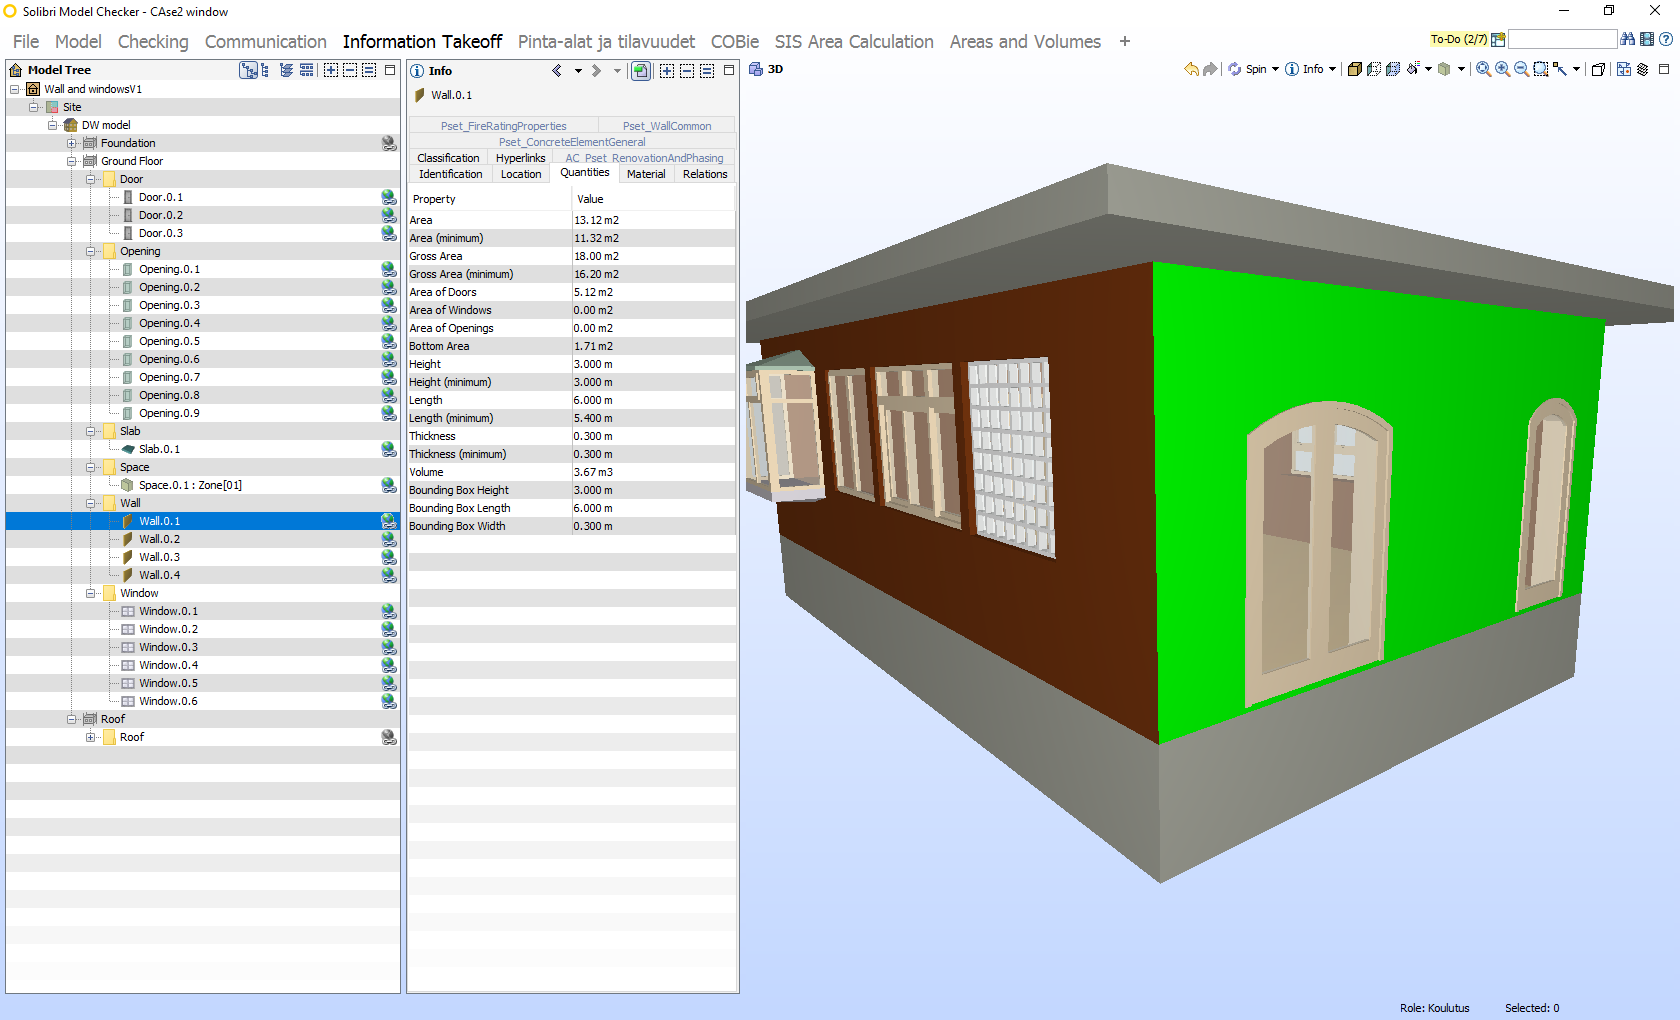 Solibri Model Checker - CAse2 window
File Model Checking Communication Information Takeoff Pinta-alat ja tilavuudet COBie SIS Area Calculation Areas and Volumes +
To-Do (2/7)
Model Tree
Wall and windowsV1
Site
DW model
Foundation
Ground Floor
Door
Door.0.1
Door.0.2
Door.0.3
Opening
Opening.0.1
Opening.0.2
Opening.0.3
Opening.0.4
Opening.0.5
Opening.0.6
Opening.0.7
Opening.0.8
Opening.0.9
Slab
Slab.0.1
Space
Space.0.1 : Zone[01]
Wall
Wall.0.1
Wall.0.2
Wall.0.3
Wall.0.4
Window
Window.0.1
Window.0.2
Window.0.3
Window.0.4
Window.0.5
Window.0.6
Roof
Roof
Info
Wall.0.1
Pset_FireRatingProperties Pset_WallCommon
Pset_ConcreteElementGeneral
Classification Hyperlinks AC_Pset_RenovationAndPhasing
Identification Location Quantities Material Relations
Property Value
Area 13.12 m2
Area (minimum) 11.32 m2
Gross Area 18.00 m2
Gross Area (minimum) 16.20 m2
Area of Doors 5.12 m2
Area of Windows 0.00 m2
Area of Openings 0.00 m2
Bottom Area 1.71 m2
Height 3.000 m
Height (minimum) 3.000 m
Length 6.000 m
Length (minimum) 5.400 m
Thickness 0.300 m
Thickness (minimum) 0.300 m
Volume 3.67 m3
Bounding Box Height 3.000 m
Bounding Box Length 6.000 m
Bounding Box Width 0.300 m
3D
Spin Info
Role: Koulutus Selected: 0